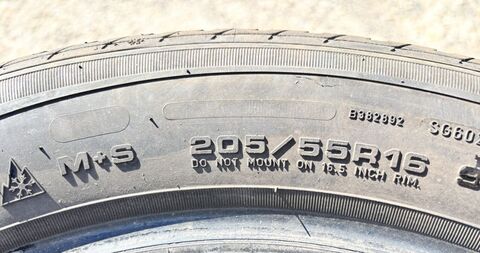 B382892
M+S 205/55R16
DO NOT MOUNT ON 16.5 INCH RIM.